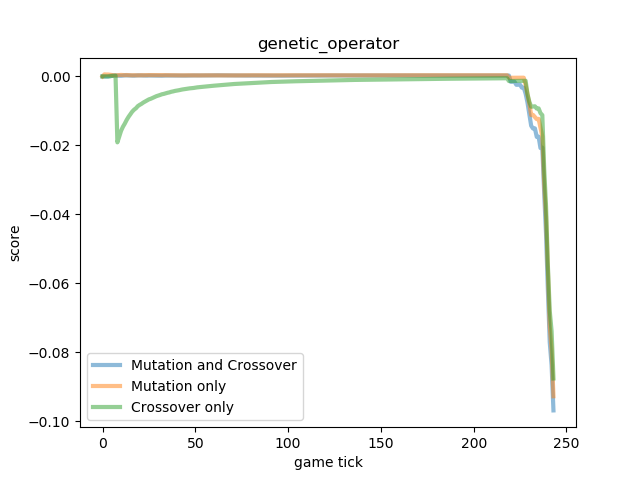 genetic_operator
0.00
−0.02
−0.04
−0.06
−0.08
−0.10
score
Mutation and Crossover
Mutation only
Crossover only
0
50
100
150
200
250
game tick